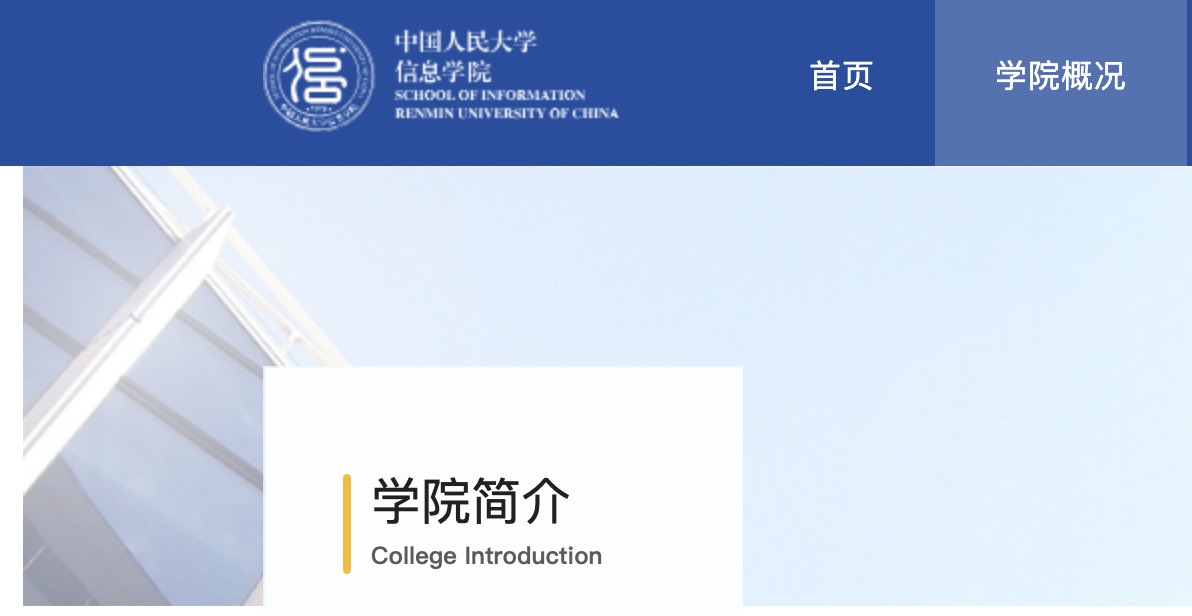 中国人民大学
信息学院
SCHOOL OF INFORMATION
RENMIN UNIVERSITY OF CHINA
首页
学院概况
学院简介
College Introduction